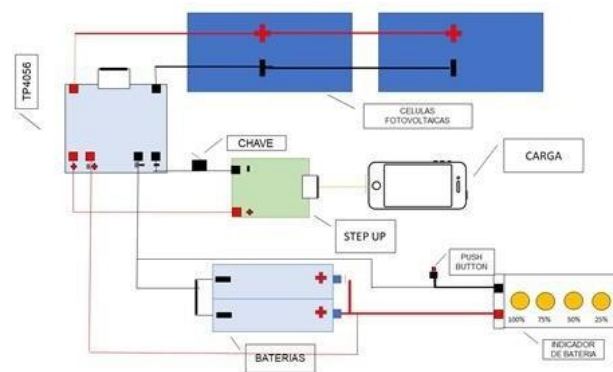 TP4056
CELULAS
FOTOVOLTAICAS
CHAVE
CARGA
STEP UP
PUSH
BUTTON
BATERIAS
100% 75% 50% 25%
INDICADOR
DE BATERIA